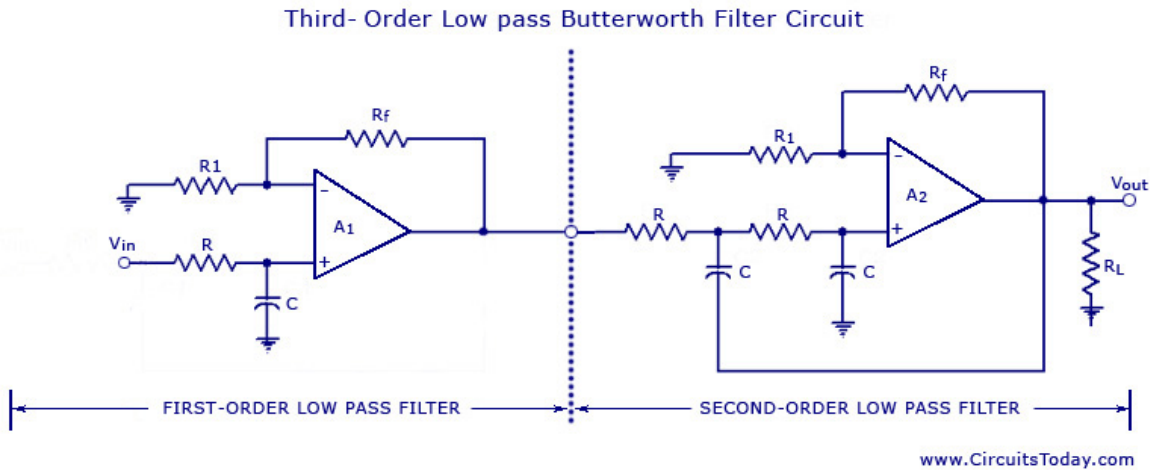 Third- Order Low pass Butterworth Filter Circuit
Rf
R1
-
A1
+
Vin
R
C
Rf
R1
-
A2
+
R
R
C
C
Vout
RL
FIRST-ORDER LOW PASS FILTER
SECOND-ORDER LOW PASS FILTER
www.CircuitsToday.com